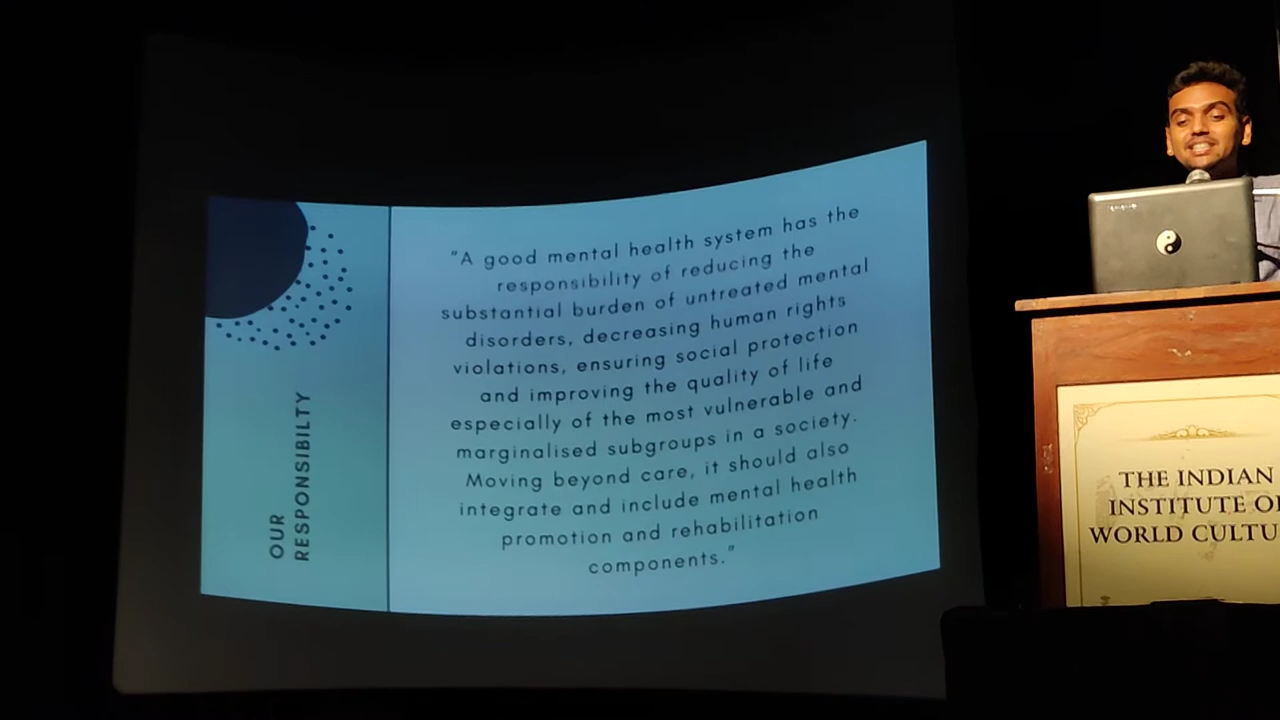 OUR
RESPONSIBILTY
"A good mental health system has the
responsibility of reducing the
substantial burden of untreated mental
disorders, decreasing human rights
violations, ensuring social protection
and improving the quality of life
especially of the most vulnerable and
marginalised subgroups in a society.
Moving beyond care, it should also
integrate and include mental health
promotion and rehabilitation
components."
THE INDIAN
INSTITUTE O
WORLD CULTU